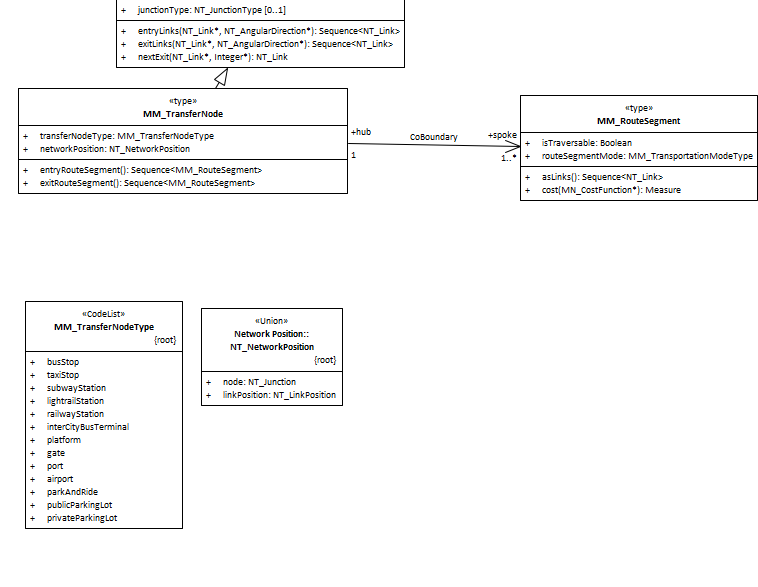 + junctionType: NT_JunctionType [0..1]
+ entryLinks(NT_Link*, NT_AngularDirection*): Sequence<NT_Link>
+ exitLinks(NT_Link*, NT_AngularDirection*): Sequence<NT_Link>
+ nextExit(NT_Link*, Integer*): NT_Link
«type»
MM_TransferNode
+ transferNodeType: MM_TransferNodeType
+ networkPosition: NT_NetworkPosition
+ entryRouteSegment(): Sequence<MM_RouteSegment>
+ exitRouteSegment(): Sequence<MM_RouteSegment>
+hub
1
CoBoundary
+spoke
1..*
«type»
MM_RouteSegment
+ isTraversable: Boolean
+ routeSegmentMode: MM_TransportationModeType
+ asLinks(): Sequence<NT_Link>
+ cost(MN_CostFunction*): Measure
«CodeList»
MM_TransferNodeType
{root}
+ busStop
+ taxiStop
+ subwayStation
+ lightrailStation
+ railwayStation
+ interCityBusTerminal
+ platform
+ gate
+ port
+ airport
+ parkAndRide
+ publicParkingLot
+ privateParkingLot
«Union»
Network Position::
NT_NetworkPosition
{root}
+ node: NT_Junction
+ linkPosition: NT_LinkPosition